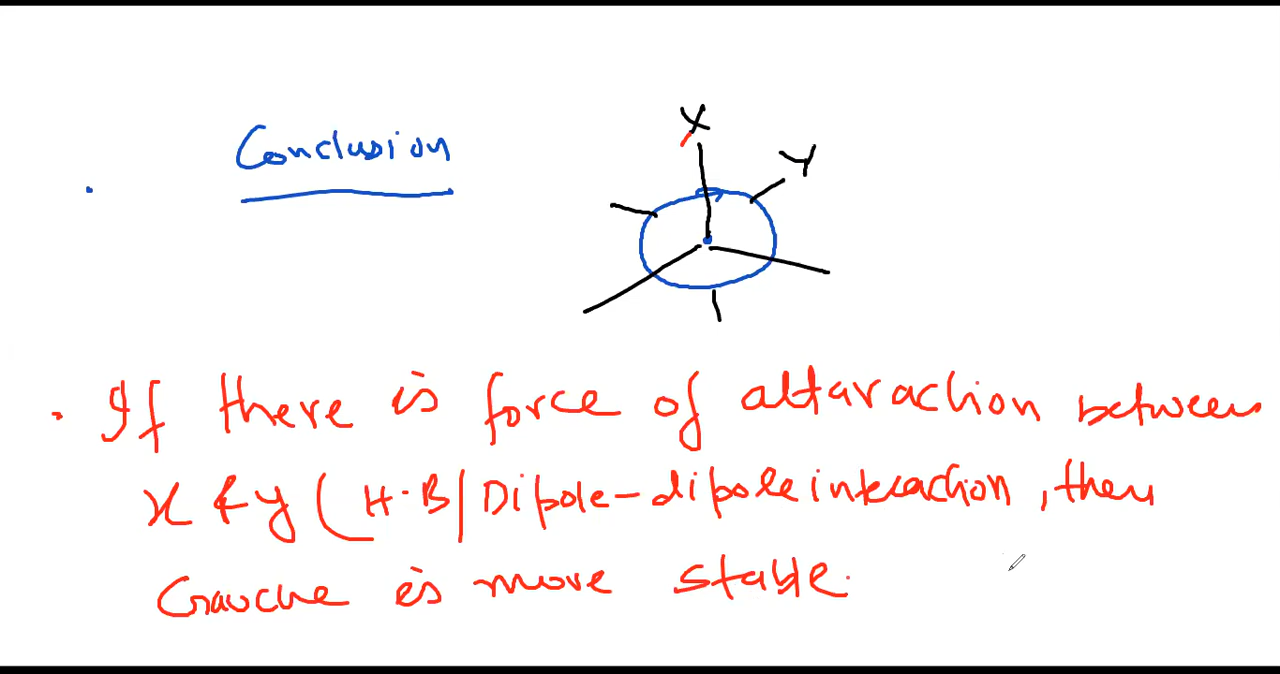 Conclusion
X
Y
. If there is force of attaraction between
x & y ( H-B/Dipole-dipole interaction, then
Gauche is more stable.